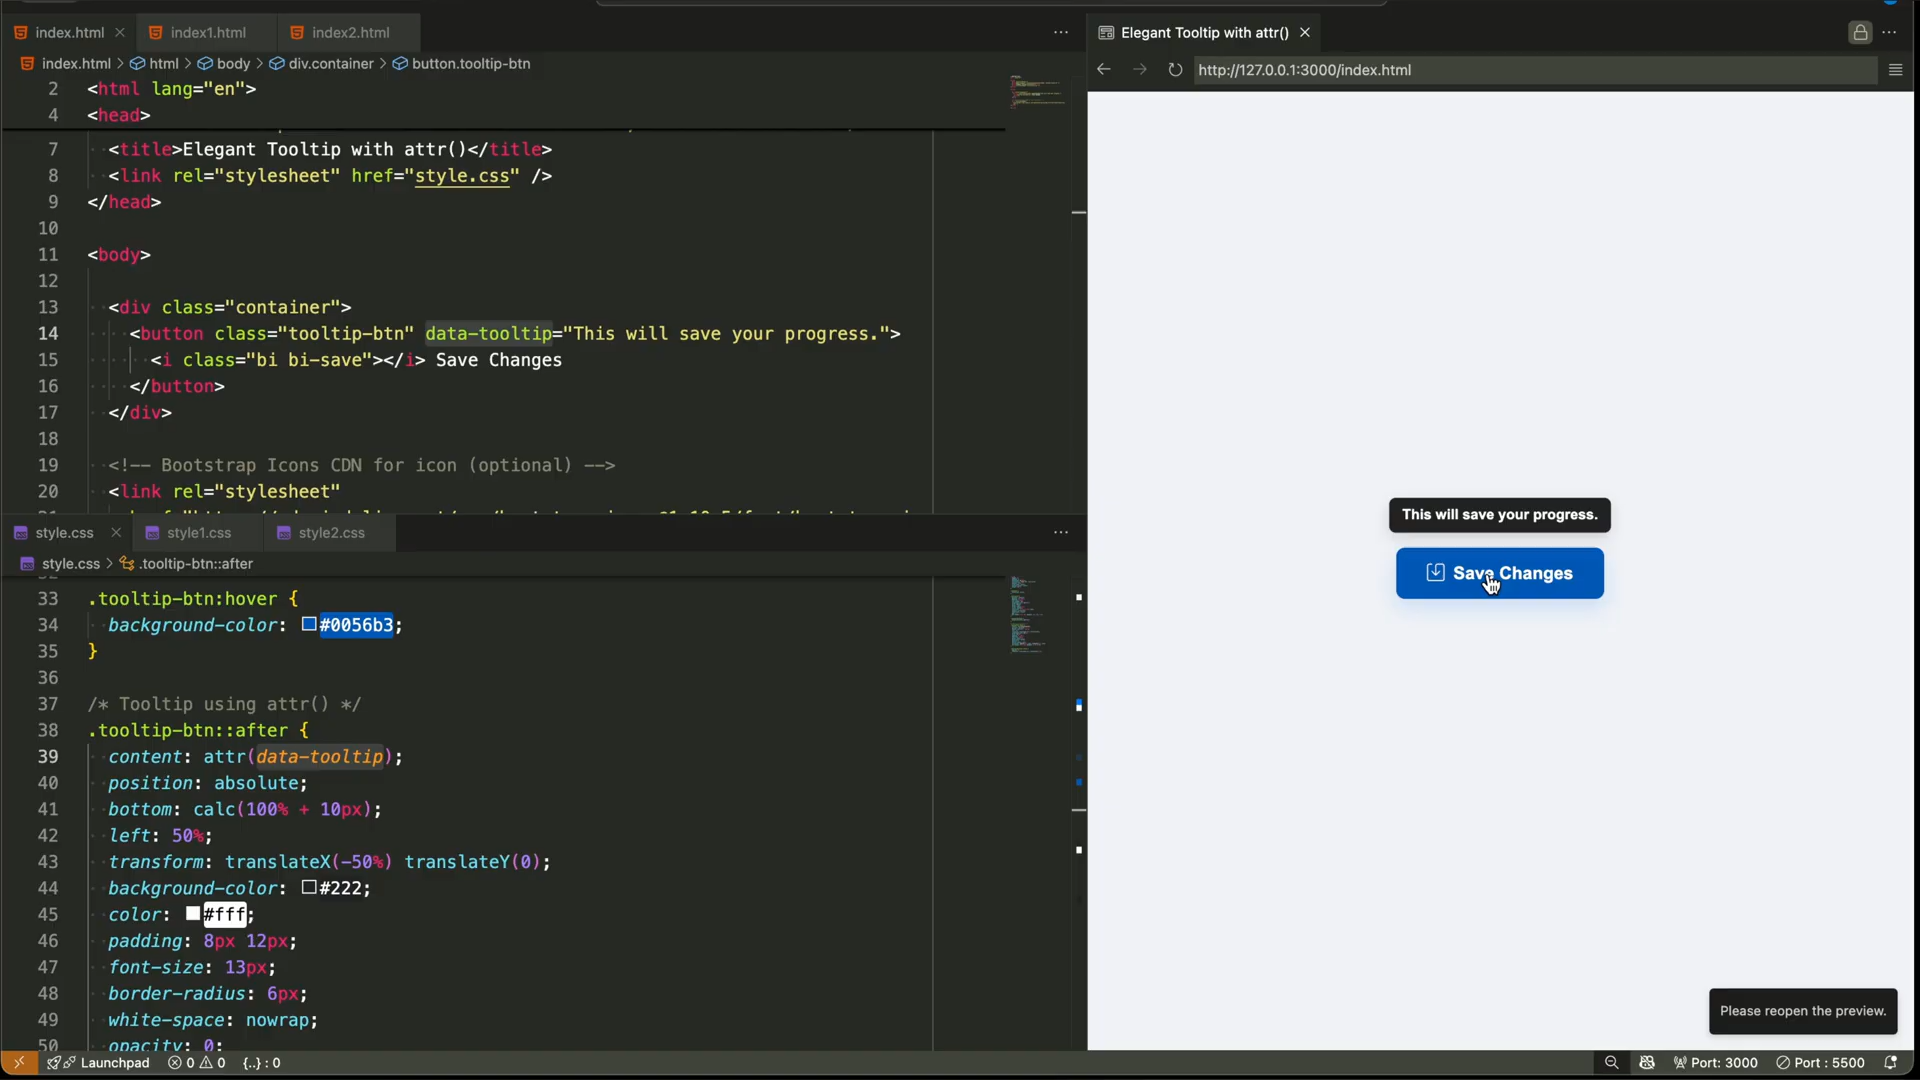 index.html
index1.html
index2.html
index.html > html > body > div.container > button.tooltip-btn
2 <html lang="en">
4 <head>
7 <title>Elegant Tooltip with attr()</title>
8 <link rel="stylesheet" href="style.css" />
9 </head>
10
11 <body>
12
13 <div class="container">
14 <button class="tooltip-btn" data-tooltip="This will save your progress.">
15 <i class="bi bi-save"></i> Save Changes
16 </button>
17 </div>
18
19 <!-- Bootstrap Icons CDN for icon (optional) -->
20 <link rel="stylesheet"
style.css
style1.css
style2.css
style.css > .tooltip-btn::after
33 .tooltip-btn:hover {
34 background-color: #0056b3;
35 }
36
37 /* Tooltip using attr() */
38 .tooltip-btn::after {
39 content: attr(data-tooltip);
40 position: absolute;
41 bottom: calc(100% + 10px);
42 left: 50%;
43 transform: translateX(-50%) translateY(0);
44 background-color: #222;
45 color: #fff;
46 padding: 8px 12px;
47 font-size: 13px;
48 border-radius: 6px;
49 white-space: nowrap;
50 opacity: 0;
Elegant Tooltip with attr()
http://127.0.0.1:3000/index.html
This will save your progress.
Save Changes
Please reopen the preview.
Launchpad 0 0 {..} : 0
Port: 3000 Port : 5500